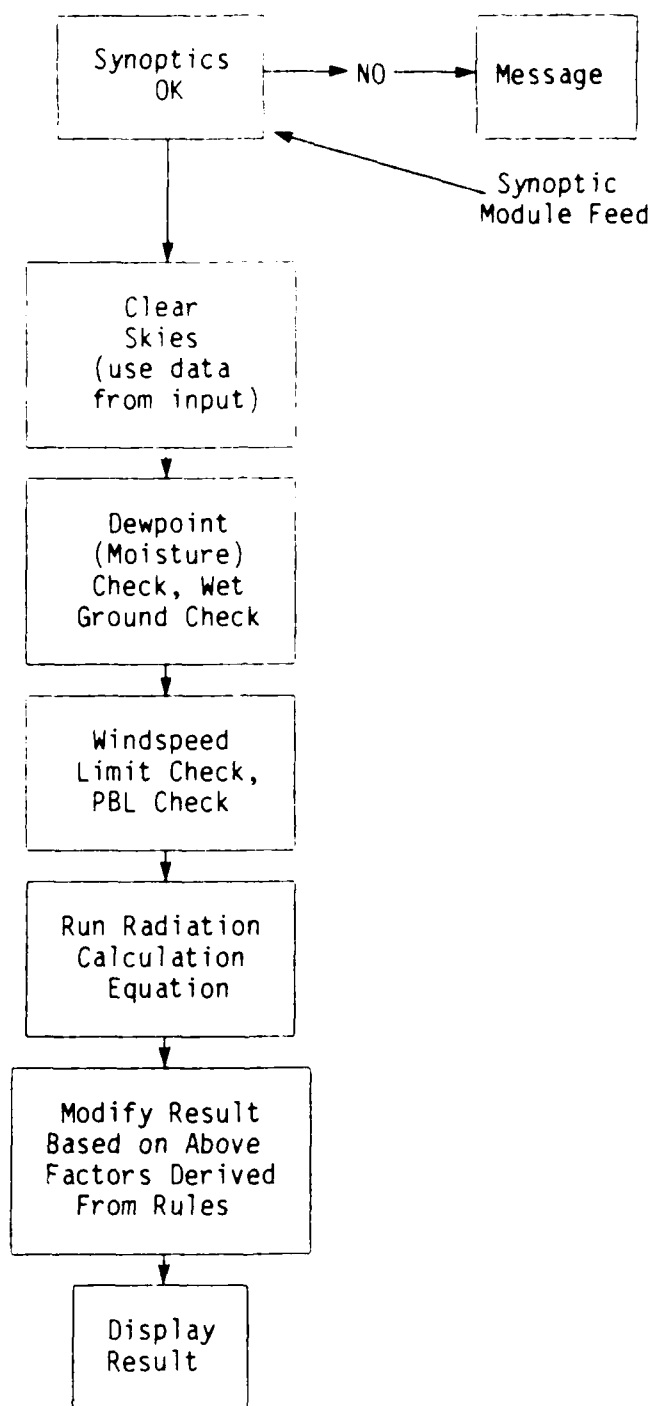 Synoptics
OK
NO
Message
Synoptic
Module Feed
Clear
Skies
(use data
from input)
Dewpoint
(Moisture)
Check, Wet
Ground Check
Windspeed
Limit Check,
PBL Check
Run Radiation
Calculation
Equation
Modify Result
Based on Above
Factors Derived
From Rules
Display
Result